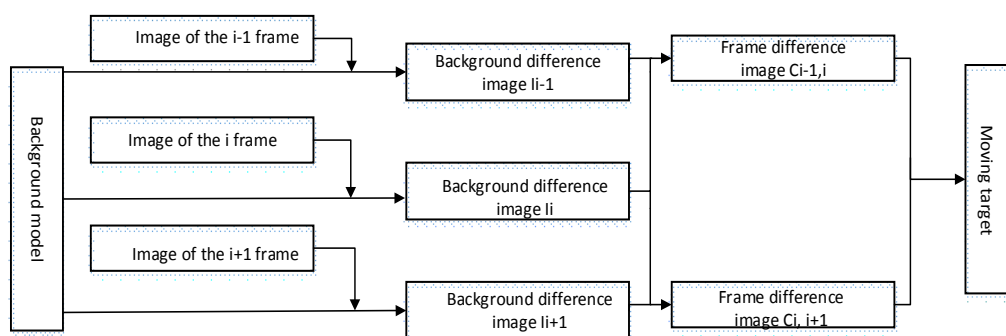 Background model
Image of the i-1 frame
Image of the i frame
Image of the i+1 frame
Background difference
image Ii-1
Background difference
image Ii
Background difference
image Ii+1
Frame difference
image Ci-1,i
Frame difference
image Ci, i+1
Moving target